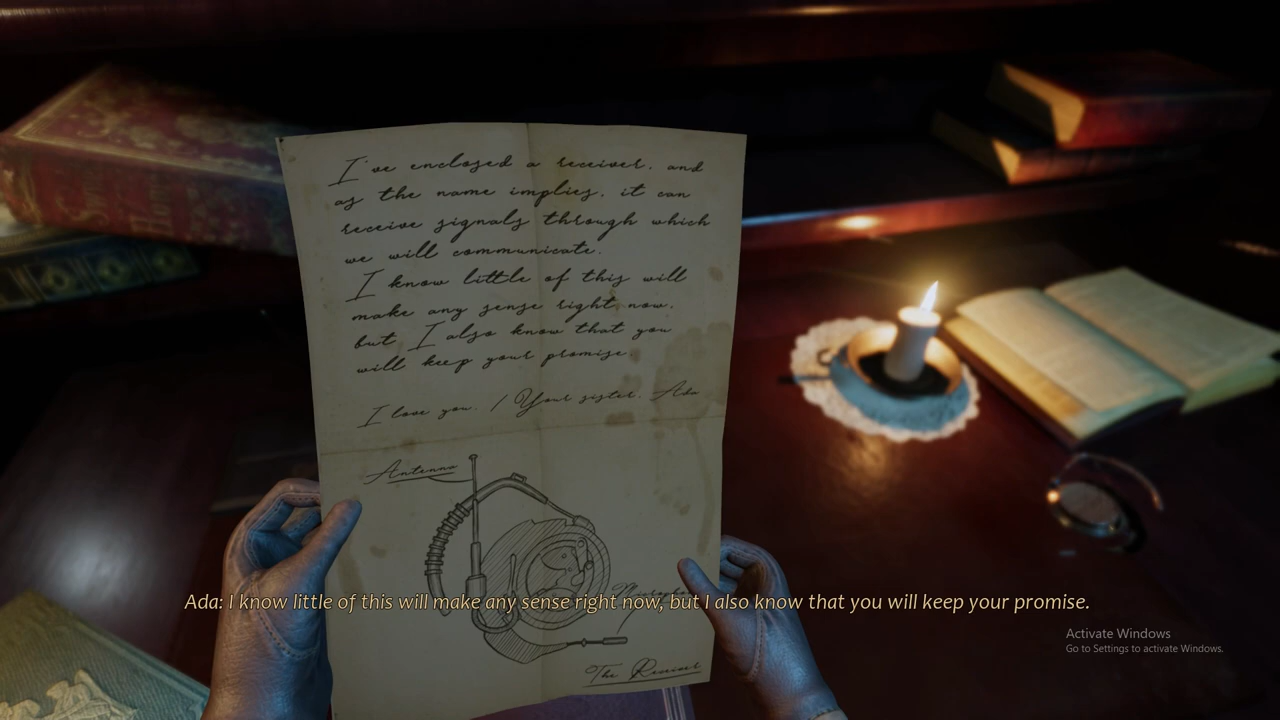 I've enclosed a receiver. and
as the name implies, it can
receive signals through which
we will communicate.
I know little of this will
make any sense right now.
but I also know that you
will keep your promise
I love you. / Your sister. Ada
Antenna
Ada: I know little of this will make any sense right now, but I also know that you will keep your promise.
The Receiver
Activate Windows
Go to Settings to activate Windows.